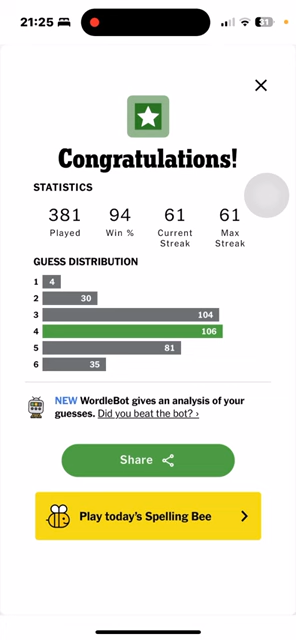 21:25
31
Congratulations!
STATISTICS
381 94 61 61
Played Win % Current Streak Max Streak
GUESS DISTRIBUTION
1 4
2 30
3 104
4 106
5 81
6 35
NEW WordleBot gives an analysis of your
guesses. Did you beat the bot? ›
Share
Play today's Spelling Bee